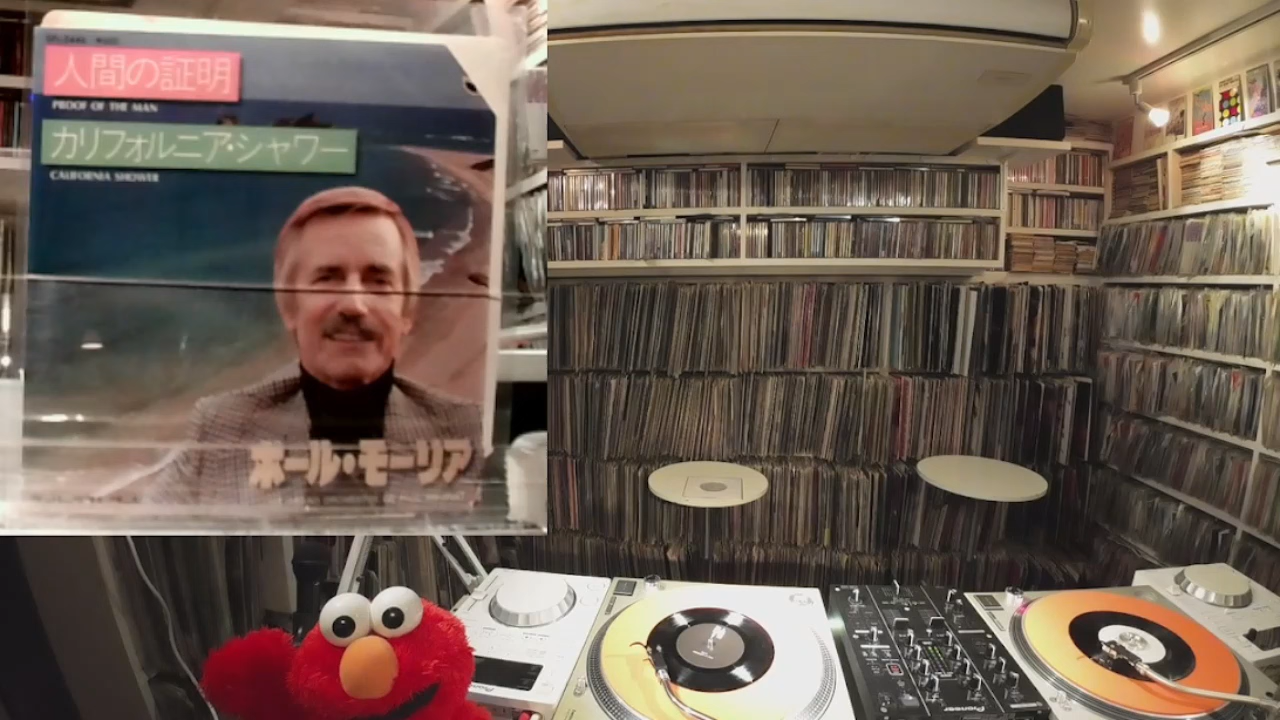 人間の証明
PROOF OF THE MAN
カリフォルニア・シャワー
CALIFORNIA SHOWER
ポール・モーリア
Pioneer